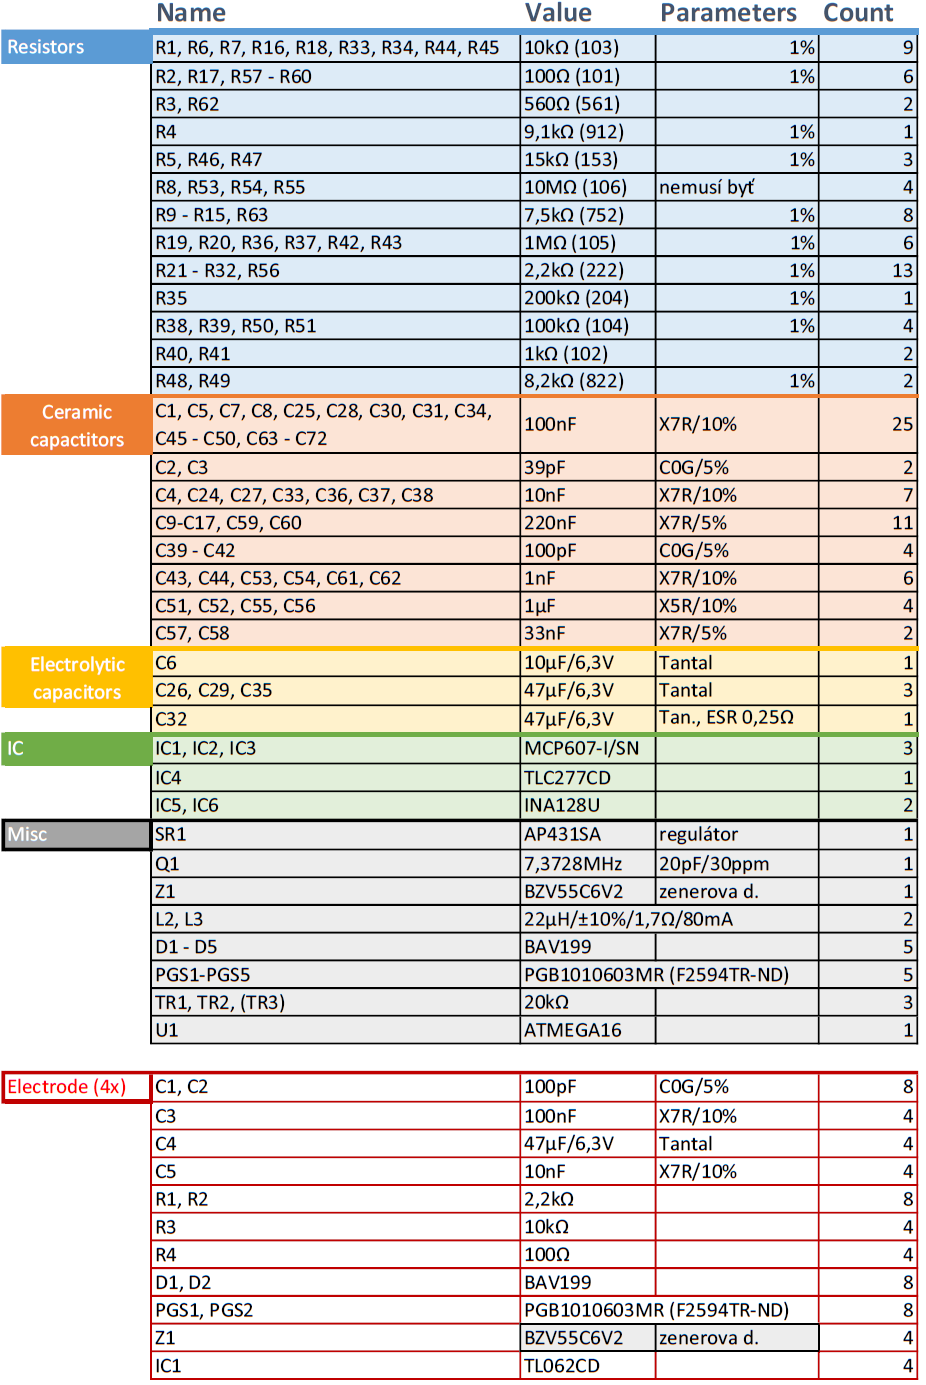 Name Value Parameters Count
Resistors R1, R6, R7, R16, R18, R33, R34, R44, R45 10kΩ (103) 1% 9
R2, R17, R57 - R60 100Ω (101) 1% 6
R3, R62 560Ω (561) 2
R4 9,1kΩ (912) 1% 1
R5, R46, R47 15kΩ (153) 1% 3
R8, R53, R54, R55 10MΩ (106) nemusí byť 4
R9 - R15, R63 7,5kΩ (752) 1% 8
R19, R20, R36, R37, R42, R43 1MΩ (105) 1% 6
R21 - R32, R56 2,2kΩ (222) 1% 13
R35 200kΩ (204) 1% 1
R38, R39, R50, R51 100kΩ (104) 1% 4
R40, R41 1kΩ (102) 2
R48, R49 8,2kΩ (822) 1% 2
Ceramic
capactitors
C1, C5, C7, C8, C25, C28, C30, C31, C34,
C45 - C50, C63 - C72
100nF X7R/10% 25
C2, C3 39pF C0G/5% 2
C4, C24, C27, C33, C36, C37, C38 10nF X7R/10% 7
C9-C17, C59, C60 220nF X7R/5% 11
C39 - C42 100pF C0G/5% 4
C43, C44, C53, C54, C61, C62 1nF X7R/10% 6
C51, C52, C55, C56 1µF X5R/10% 4
C57, C58 33nF X7R/5% 2
Electrolytic
capacitors
C6 10µF/6,3V Tantal 1
C26, C29, C35 47µF/6,3V Tantal 3
C32 47µF/6,3V Tan., ESR 0,25Ω 1
IC IC1, IC2, IC3 MCP607-I/SN 3
IC4 TLC277CD 1
IC5, IC6 INA128U 2
Misc SR1 AP431SA regulátor 1
Q1 7,3728MHz 20pF/30ppm 1
Z1 BZV55C6V2 zenerova d. 1
L2, L3 22µH/±10%/1,7Ω/80mA 2
D1 - D5 BAV199 5
PGS1-PGS5 PGB1010603MR (F2594TR-ND) 5
TR1, TR2, (TR3) 20kΩ 3
U1 ATMEGA16 1
Electrode (4x) C1, C2 100pF C0G/5% 8
C3 100nF X7R/10% 4
C4 47µF/6,3V Tantal 4
C5 10nF X7R/10% 4
R1, R2 2,2kΩ 8
R3 10kΩ 4
R4 100Ω 4
D1, D2 BAV199 8
PGS1, PGS2 PGB1010603MR (F2594TR-ND) 8
Z1 BZV55C6V2 zenerova d. 4
IC1 TL062CD 4